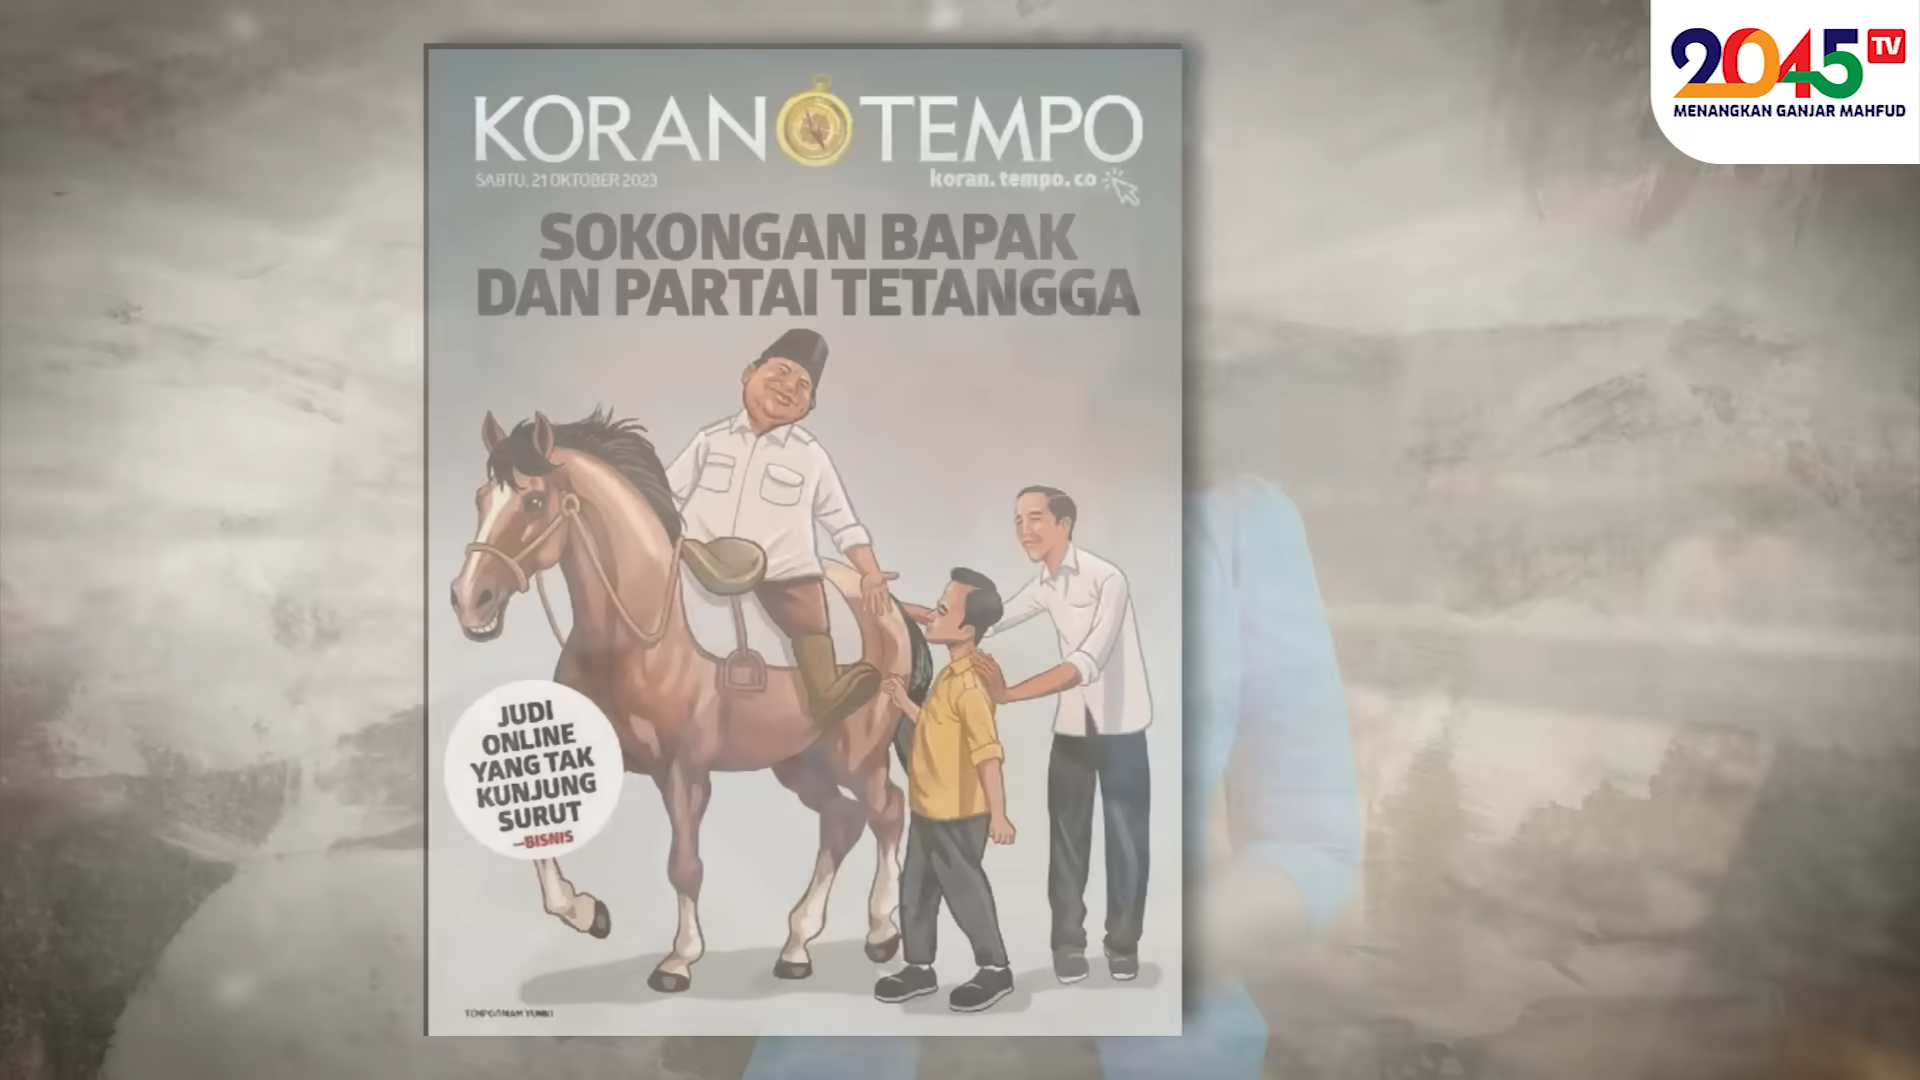 2045 TV
MENANGKAN GANJAR MAHFUD
KORAN TEMPO
SABTU, 21 OKTOBER 2023
koran.tempo.co
SOKONGAN BAPAK
DAN PARTAI TETANGGA
JUDI
ONLINE
YANG TAK
KUNJUNG
SURUT
—BISNIS